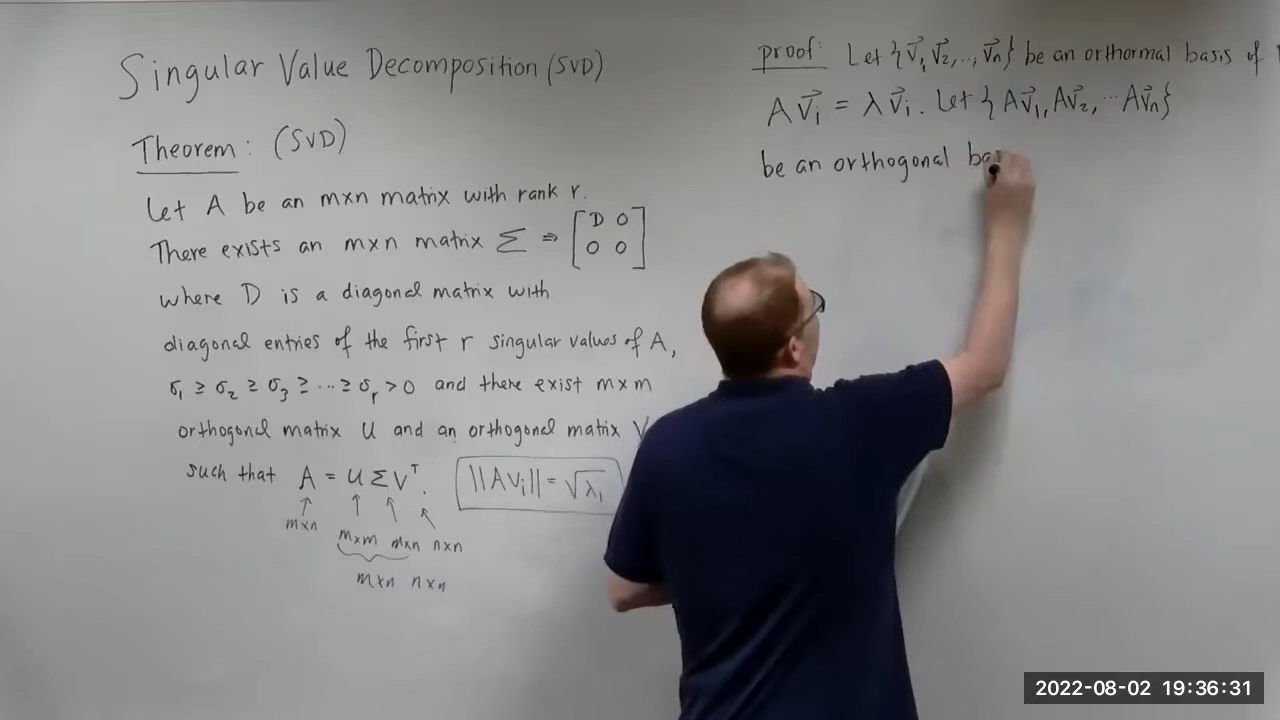 Singular Value Decomposition (SVD)
Theorem: (SVD)
Let A be an m×n matrix with rank r.
There exists an m×n matrix Σ ⇒ [D 0
0 0]
where D is a diagonal matrix with
diagonal entries of the first r singular values of A,
σ₁ ≥ σ₂ ≥ σ₃ ≥ ... ≥ σᵣ > 0 and there exist m×m
orthogonal matrix U and an orthogonal matrix V
such that A = U Σ Vᵀ.
||Avᵢ|| = √λᵢ
↑ ↑ ↖ ↖
m×n m×m m×n n×n
m×n n×n
proof: Let {v⃗₁, v⃗₂, .., v⃗ₙ} be an orthormal basis of
A v⃗ᵢ = λ v⃗ᵢ. Let {Av⃗₁, Av⃗₂, ... Av⃗ₙ}
be an orthogonal
2022-08-02 19:36:31